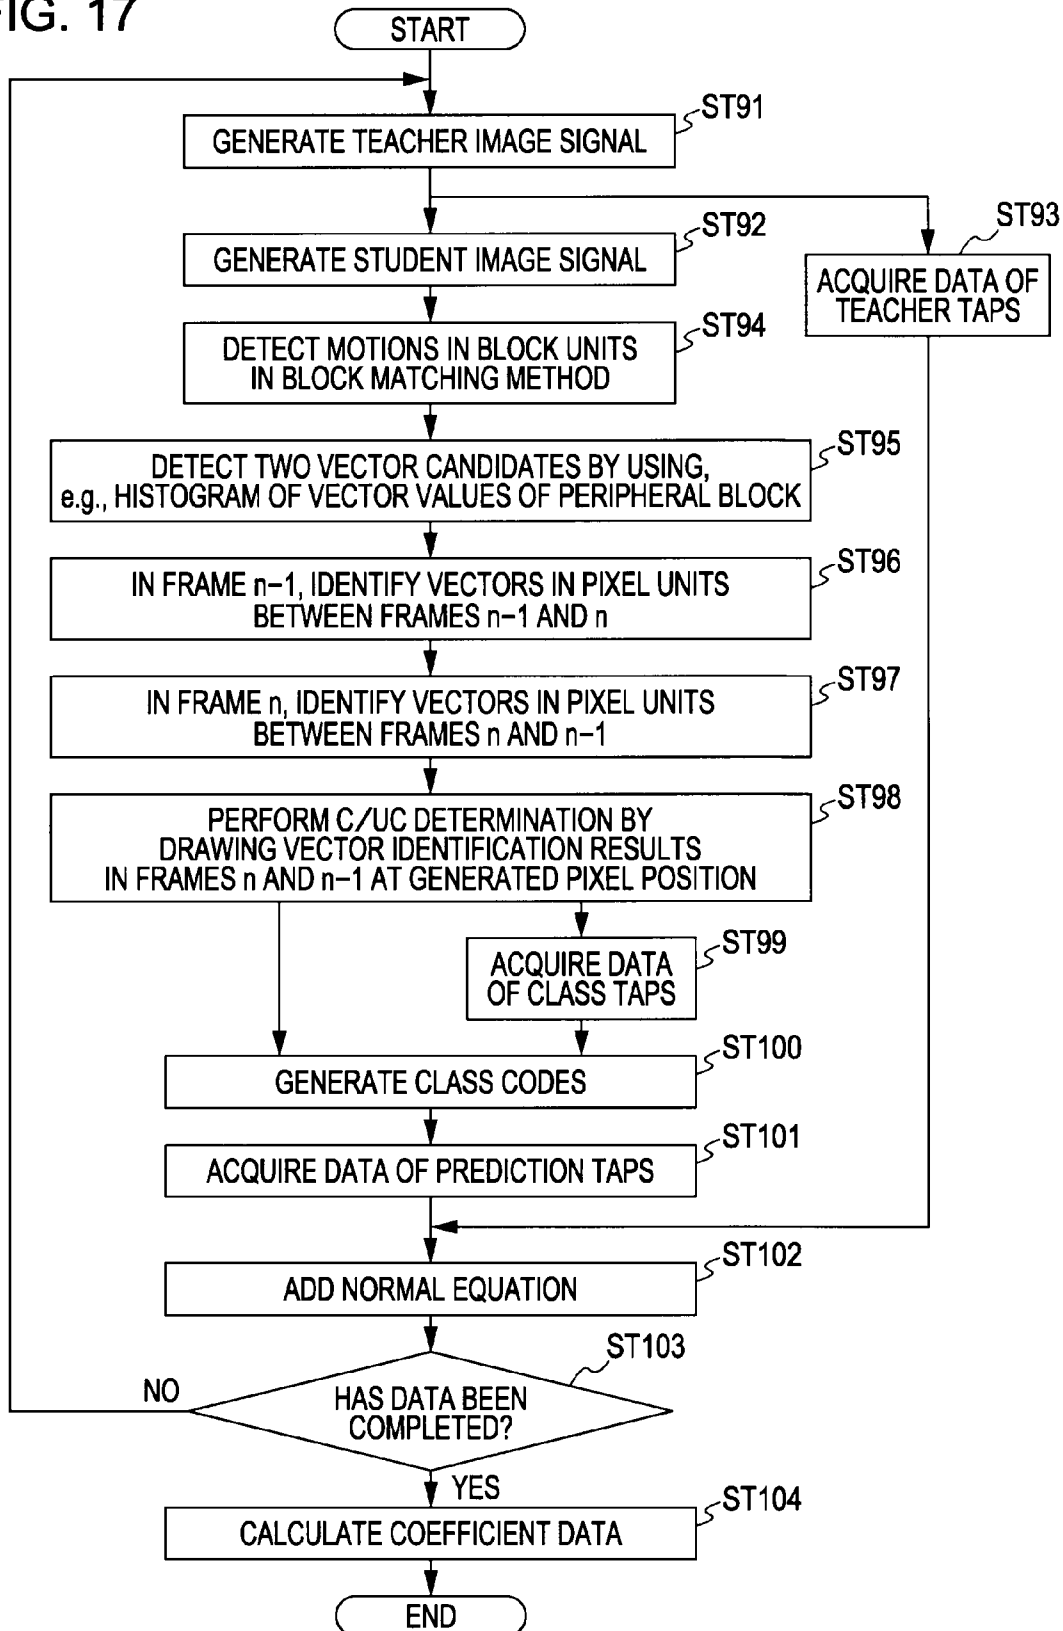 FIG. 17
START
ST91
GENERATE TEACHER IMAGE SIGNAL
ST92
GENERATE STUDENT IMAGE SIGNAL
ST93
ACQUIRE DATA OF
TEACHER TAPS
ST94
DETECT MOTIONS IN BLOCK UNITS
IN BLOCK MATCHING METHOD
ST95
DETECT TWO VECTOR CANDIDATES BY USING,
e.g., HISTOGRAM OF VECTOR VALUES OF PERIPHERAL BLOCK
ST96
IN FRAME n−1, IDENTIFY VECTORS IN PIXEL UNITS
BETWEEN FRAMES n−1 AND n
ST97
IN FRAME n, IDENTIFY VECTORS IN PIXEL UNITS
BETWEEN FRAMES n AND n−1
ST98
PERFORM C/UC DETERMINATION BY
DRAWING VECTOR IDENTIFICATION RESULTS
IN FRAMES n AND n−1 AT GENERATED PIXEL POSITION
ST99
ACQUIRE DATA
OF CLASS TAPS
ST100
GENERATE CLASS CODES
ST101
ACQUIRE DATA OF PREDICTION TAPS
ST102
ADD NORMAL EQUATION
ST103
HAS DATA BEEN
COMPLETED?
NO
YES
ST104
CALCULATE COEFFICIENT DATA
END